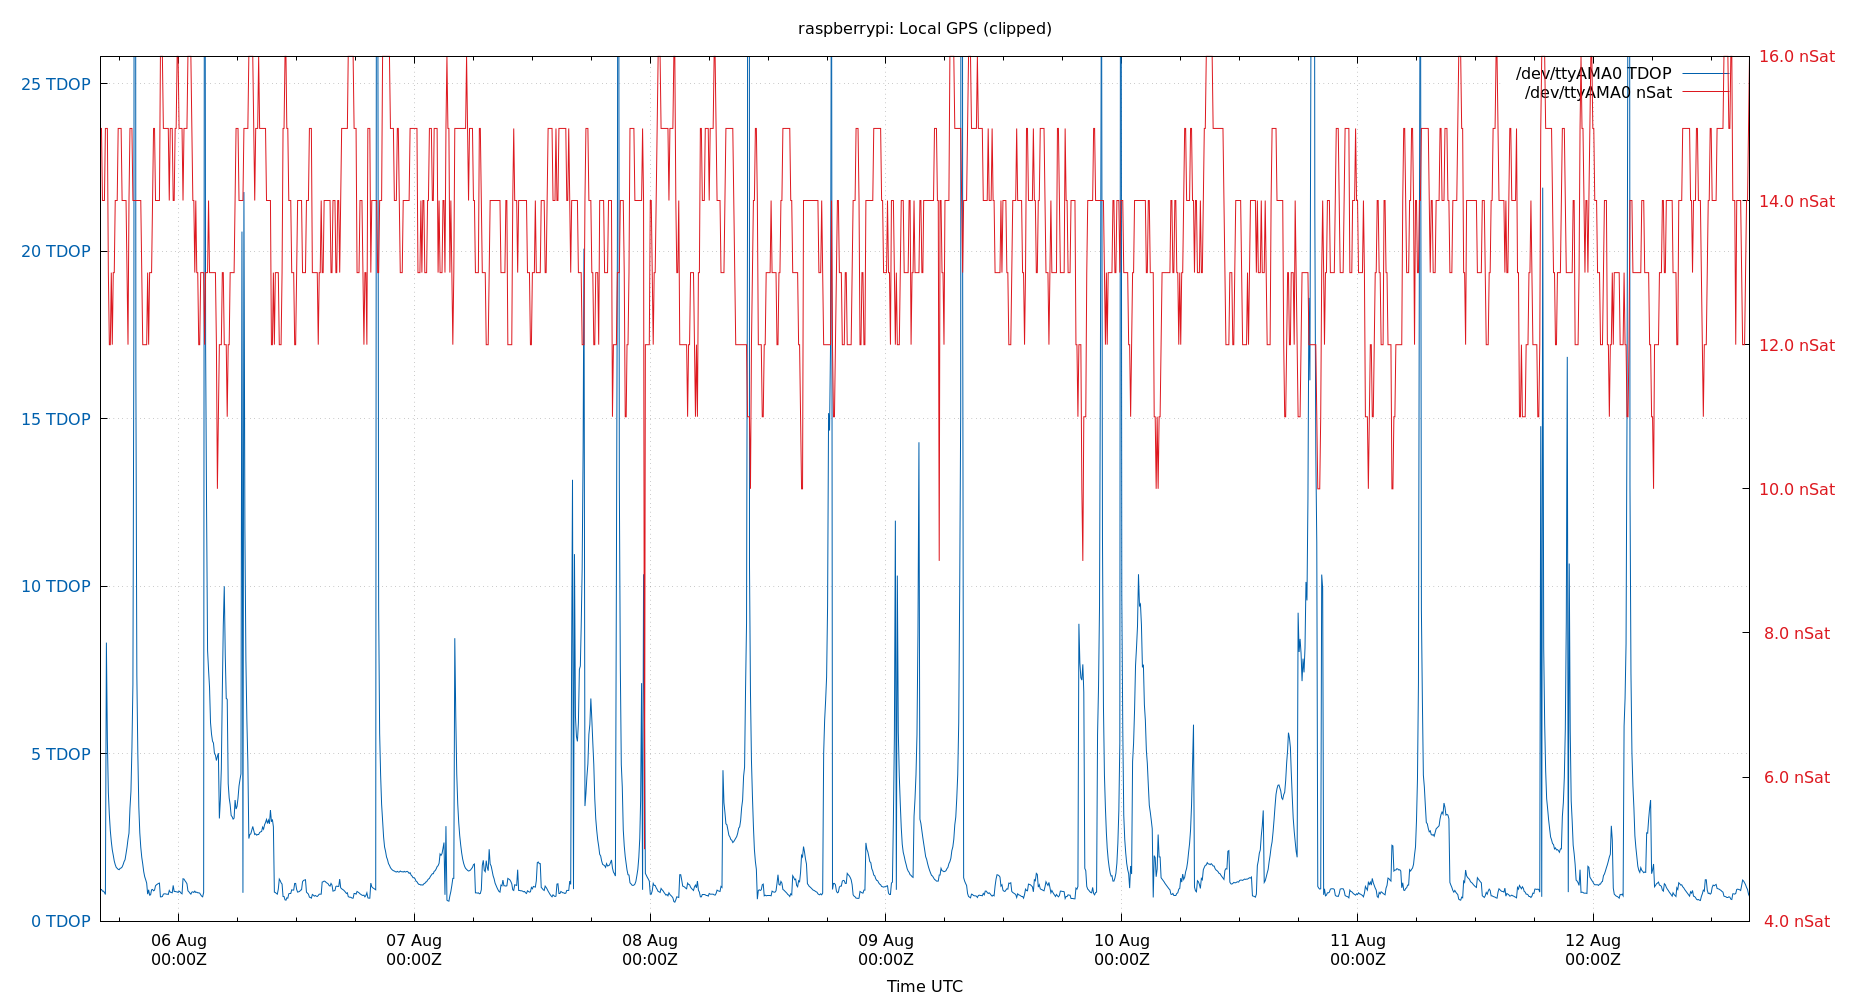 raspberrypi: Local GPS (clipped)
25 TDOP
20 TDOP
15 TDOP
10 TDOP
5 TDOP
0 TDOP
16.0 nSat
14.0 nSat
12.0 nSat
10.0 nSat
8.0 nSat
6.0 nSat
4.0 nSat
/dev/ttyAMA0 TDOP
/dev/ttyAMA0 nSat
06 Aug
00:00Z
07 Aug
00:00Z
08 Aug
00:00Z
09 Aug
00:00Z
10 Aug
00:00Z
11 Aug
00:00Z
12 Aug
00:00Z
Time UTC